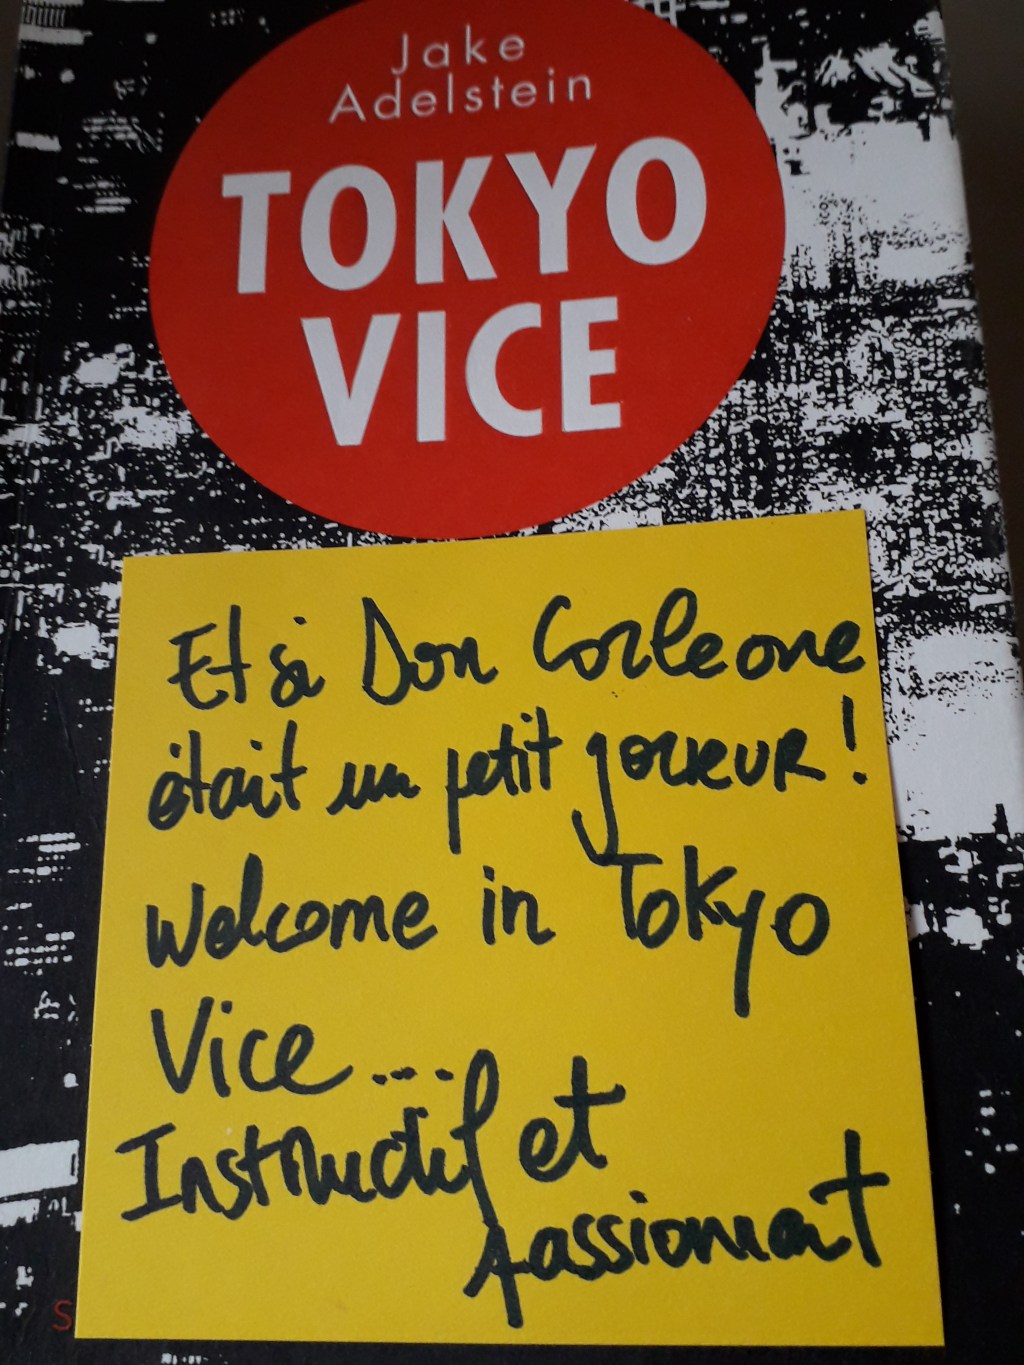 Jake
Adelstein
TOKYO
VICE
Et si Don Corleone
était un petit joueur !
Welcome in Tokyo
Vice ...
Instructif et
passionnant
S